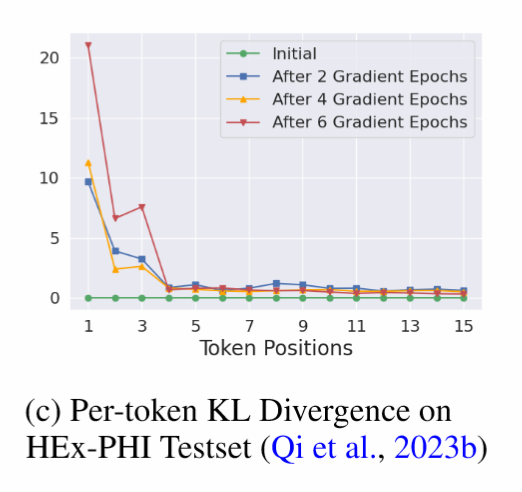 20
15
10
5
0
Initial
After 2 Gradient Epochs
After 4 Gradient Epochs
After 6 Gradient Epochs
1 3 5 7 9 11 13 15
Token Positions
(c) Per-token KL Divergence on
HEx-PHI Testset (Qi et al., 2023b)